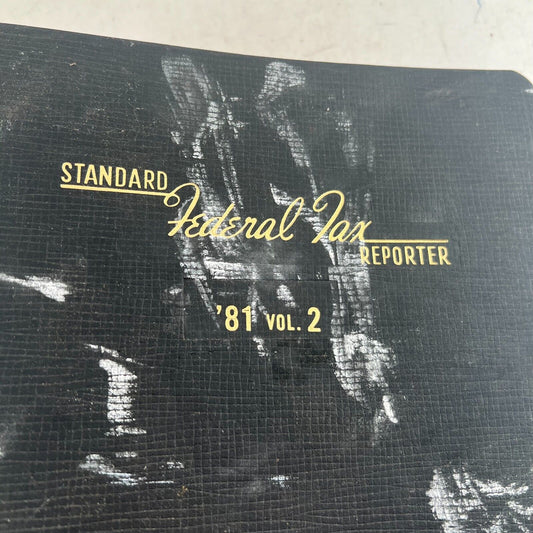 STANDARD
Federal Tax
REPORTER
'81 VOL. 2